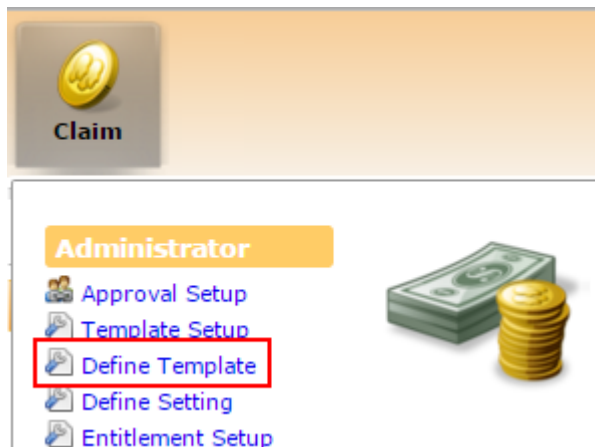 Claim
Administrator
Approval Setup
Template Setup
Define Template
Define Setting
Entitlement Setup